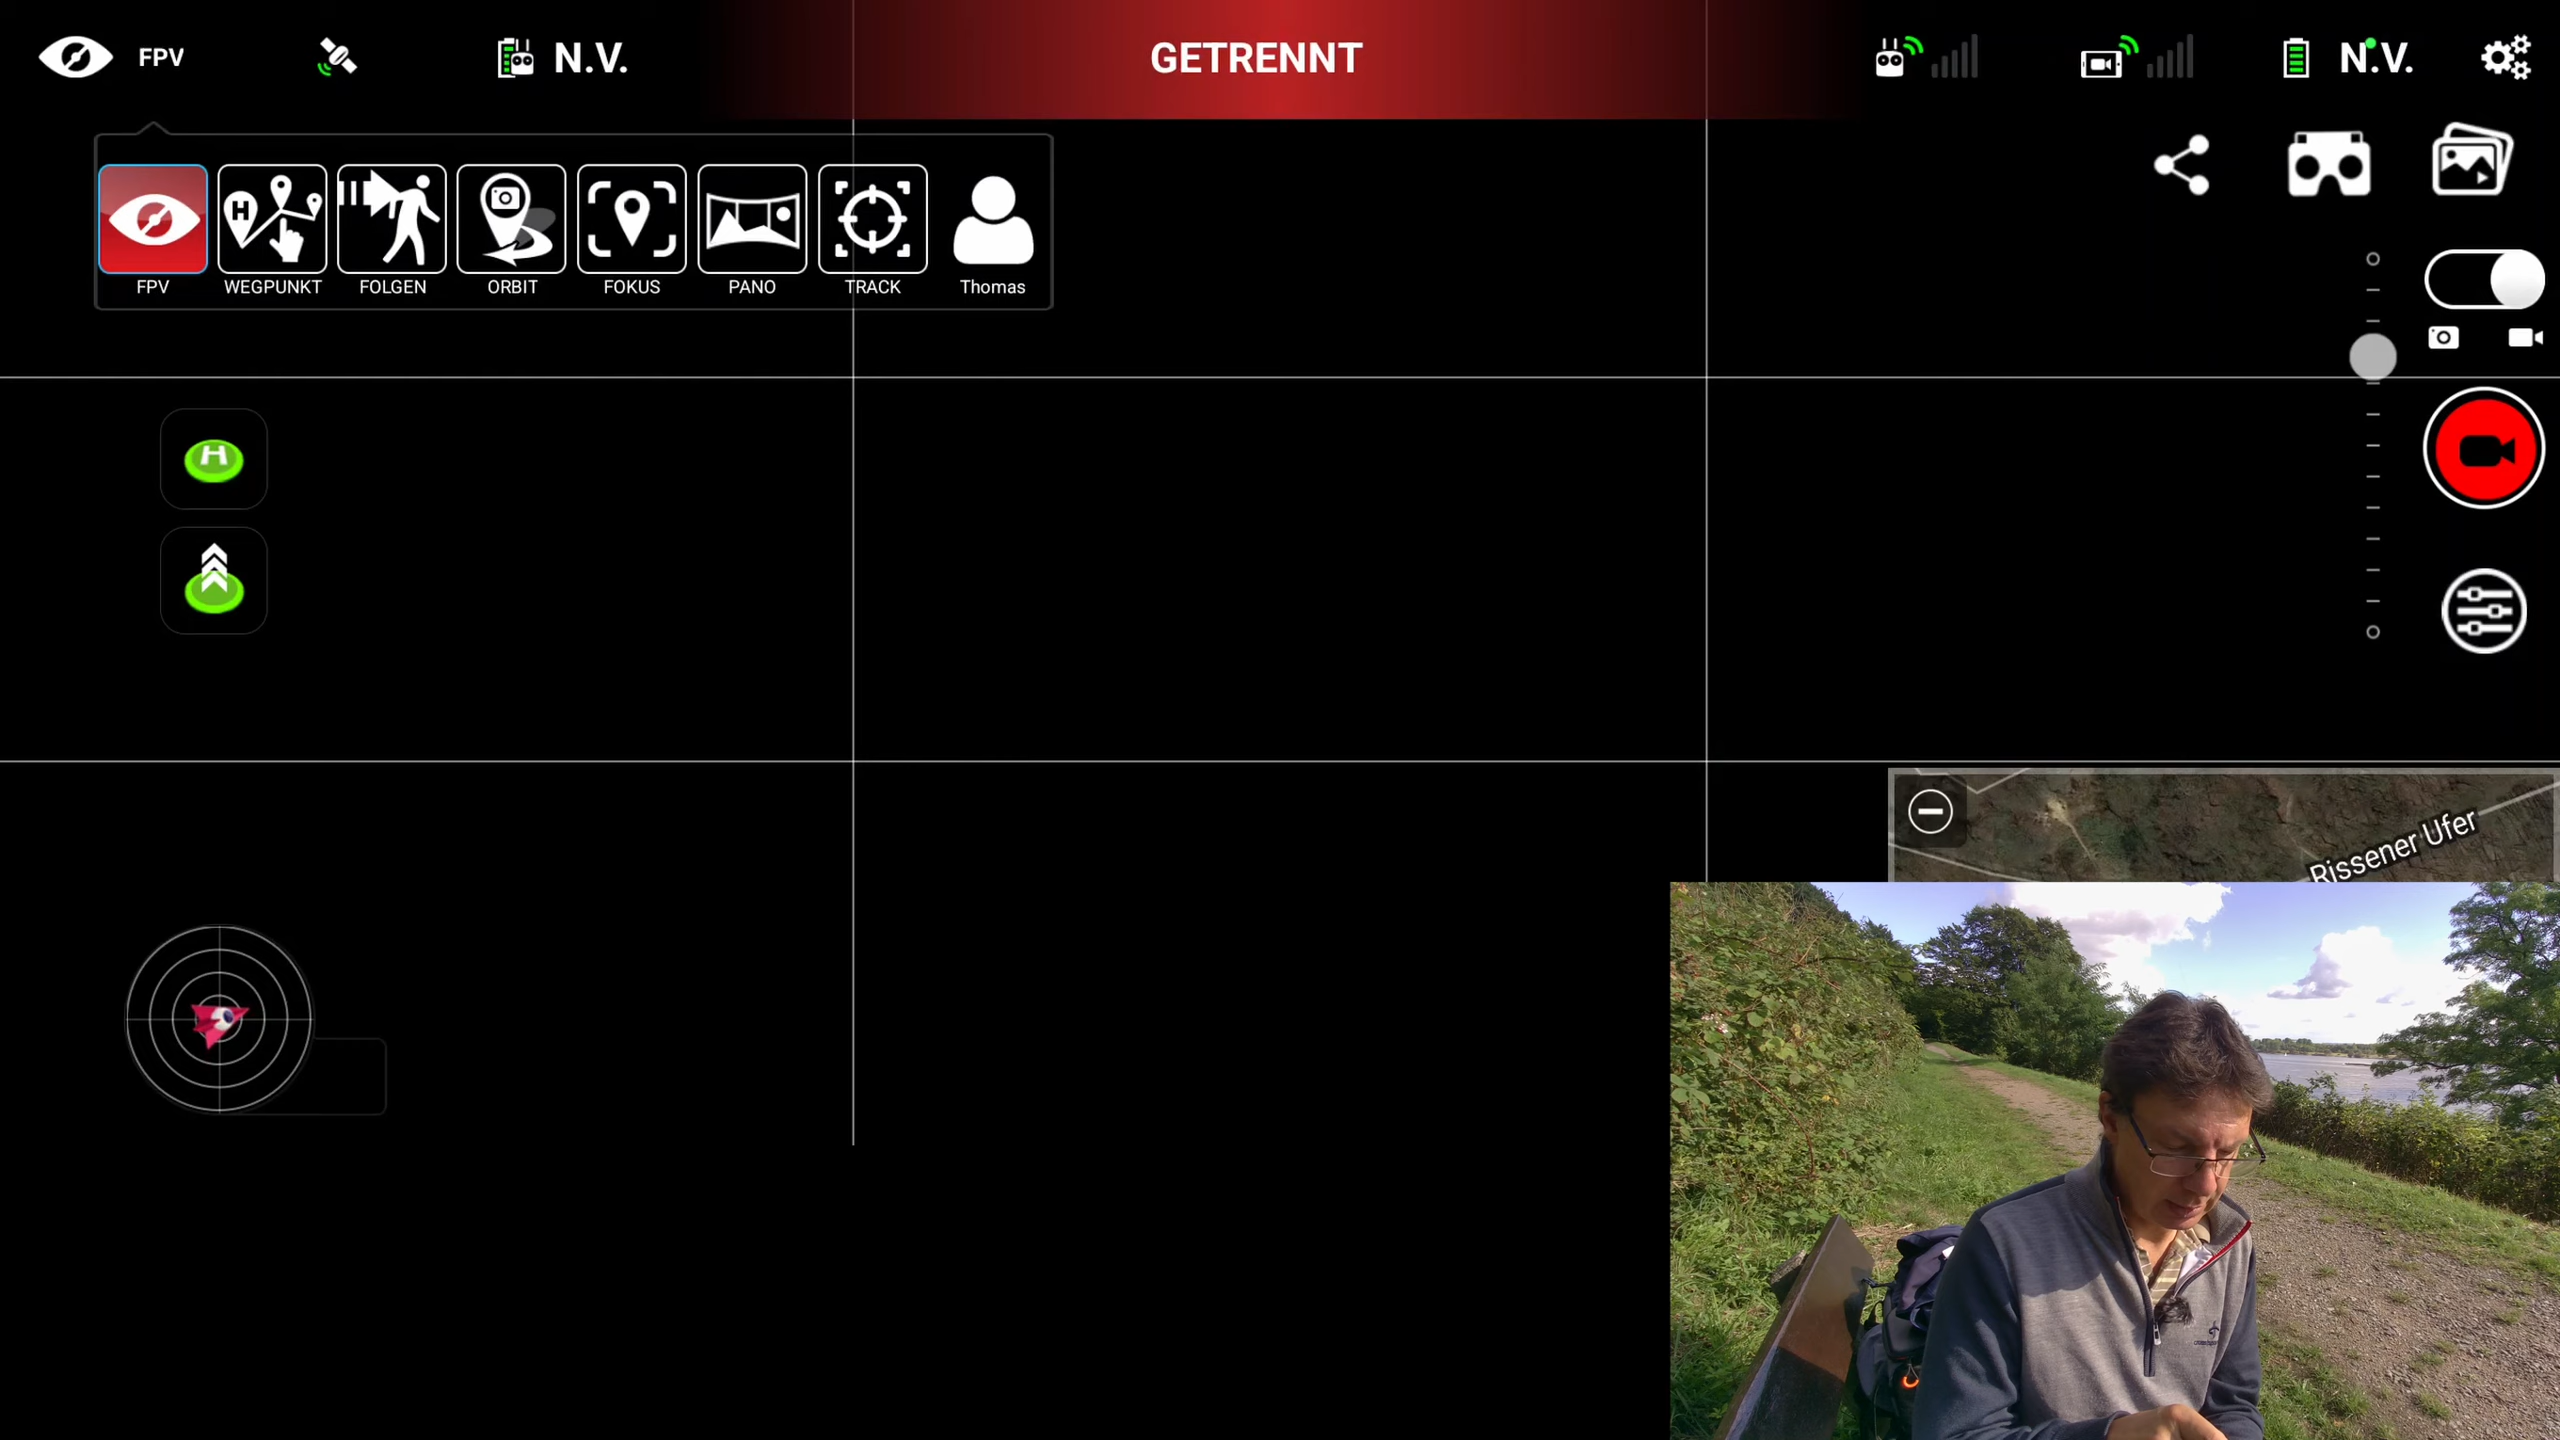 FPV
N.V.
GETRENNT
N.V.
FPV
WEGPUNKT
FOLGEN
ORBIT
FOKUS
PANO
TRACK
Thomas
H
H
Rissener Ufer